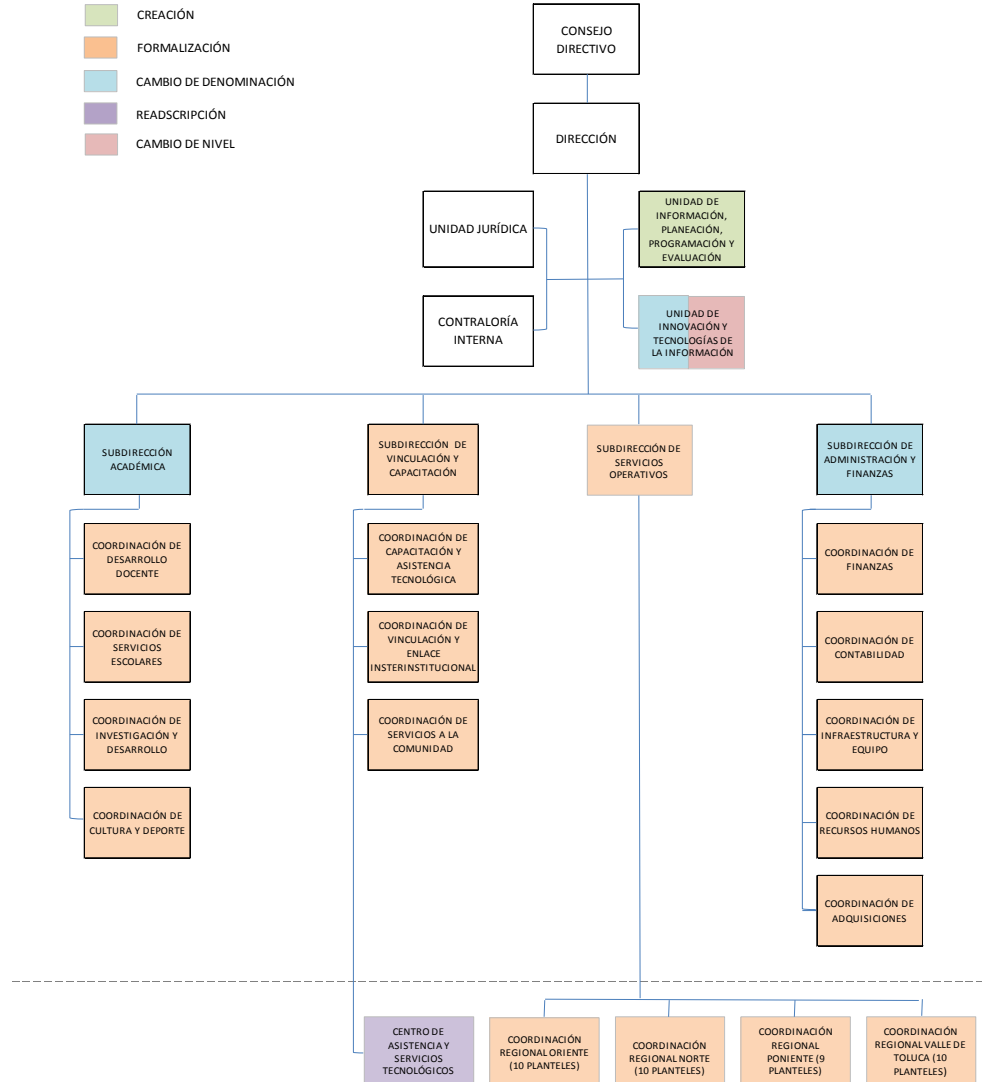 CREACIÓN
FORMALIZACIÓN
CAMBIO DE DENOMINACIÓN
READSCRIPCIÓN
CAMBIO DE NIVEL
CONSEJO
DIRECTIVO
DIRECCIÓN
UNIDAD JURÍDICA
UNIDAD DE
INFORMACIÓN,
PLANEACIÓN,
PROGRAMACIÓN Y
EVALUACIÓN
CONTRALORÍA
INTERNA
UNIDAD DE
INNOVACIÓN Y
TECNOLOGÍAS DE
LA INFORMACIÓN
SUBDIRECCIÓN
ACADÉMICA
SUBDIRECCIÓN DE
VINCULACIÓN Y
CAPACITACIÓN
SUBDIRECCIÓN DE
SERVICIOS
OPERATIVOS
SUBDIRECCIÓN DE
ADMINISTRACIÓN Y
FINANZAS
COORDINACIÓN DE
DESARROLLO
DOCENTE
COORDINACIÓN DE
SERVICIOS
ESCOLARES
COORDINACIÓN DE
INVESTIGACIÓN Y
DESARROLLO
COORDINACIÓN DE
CULTURA Y DEPORTE
COORDINACIÓN DE
CAPACITACIÓN Y
ASISTENCIA
TECNOLÓGICA
COORDINACIÓN DE
VINCULACIÓN Y
ENLACE
INSTERINSTITUCIONAL
COORDINACIÓN DE
SERVICIOS A LA
COMUNIDAD
COORDINACIÓN DE
FINANZAS
COORDINACIÓN DE
CONTABILIDAD
COORDINACIÓN DE
INFRAESTRUCTURA Y
EQUIPO
COORDINACIÓN DE
RECURSOS HUMANOS
COORDINACIÓN DE
ADQUISICIONES
CENTRO DE
ASISTENCIA Y
SERVICIOS
TECNOLÓGICOS
COORDINACIÓN
REGIONAL ORIENTE
(10 PLANTELES)
COORDINACIÓN
REGIONAL NORTE
(10 PLANTELES)
COORDINACIÓN
REGIONAL
PONIENTE (9
PLANTELES)
COORDINACIÓN
REGIONAL VALLE DE
TOLUCA (10
PLANTELES)